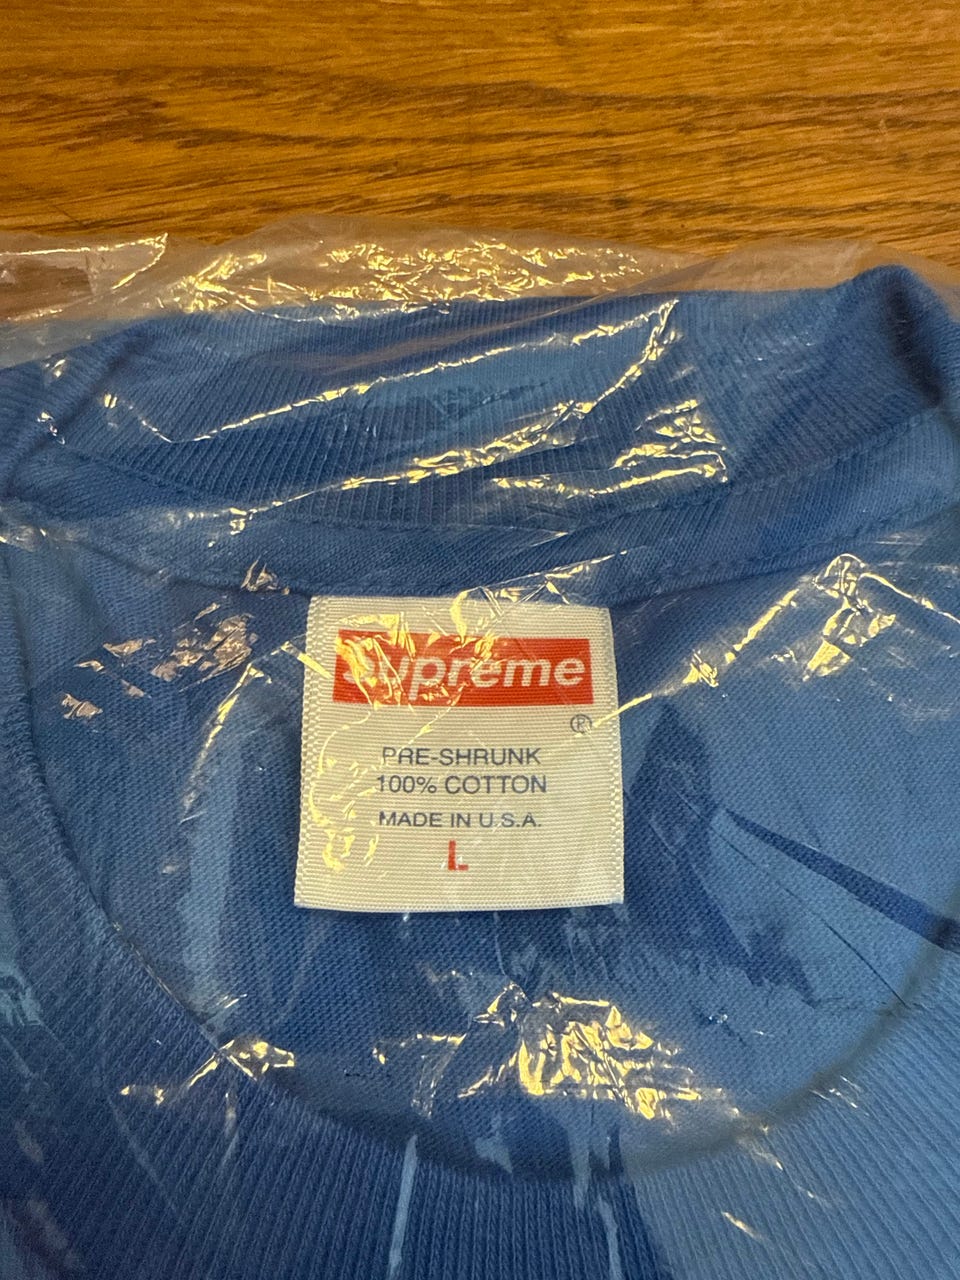 Supreme
®
PRE-SHRUNK
100% COTTON
MADE IN U.S.A.
L